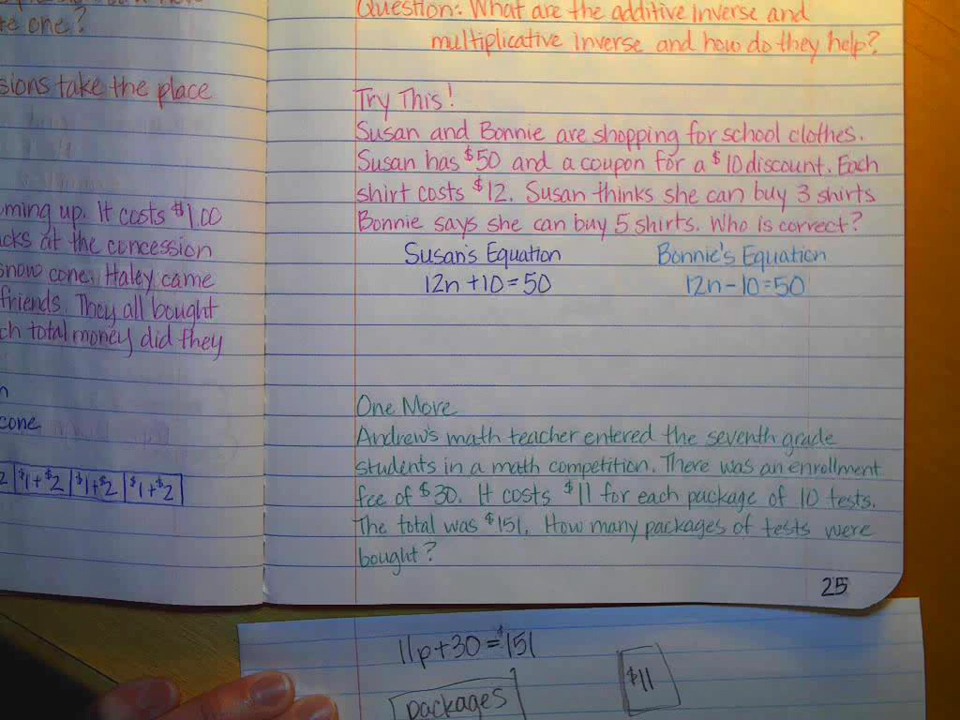 te one?
sions take the place
ming up. It costs $1.00
cks at the concession
snow cone. Haley came
friends. They all bought
ch total money did they
n
cone
2 $1+$2 $1+$2 $1+$2
Question: What are the additive inverse and
multiplicative inverse and how do they help?
Try This!
Susan and Bonnie are shopping for school clothes.
Susan has $50 and a coupon for a $10 discount. Each
shirt costs $12. Susan thinks she can buy 3 shirts
Bonnie says she can buy 5 shirts. Who is correct?
Susan's Equation Bonnie's Equation
12n+10=50 12n-10=50
One More
Andrew's math teacher entered the seventh grade
students in a math competition. There was an enrollment
fee of $30. It costs $11 for each package of 10 tests.
The total was $151. How many packages of tests were
bought?
25
11p+30=$151
packages $11